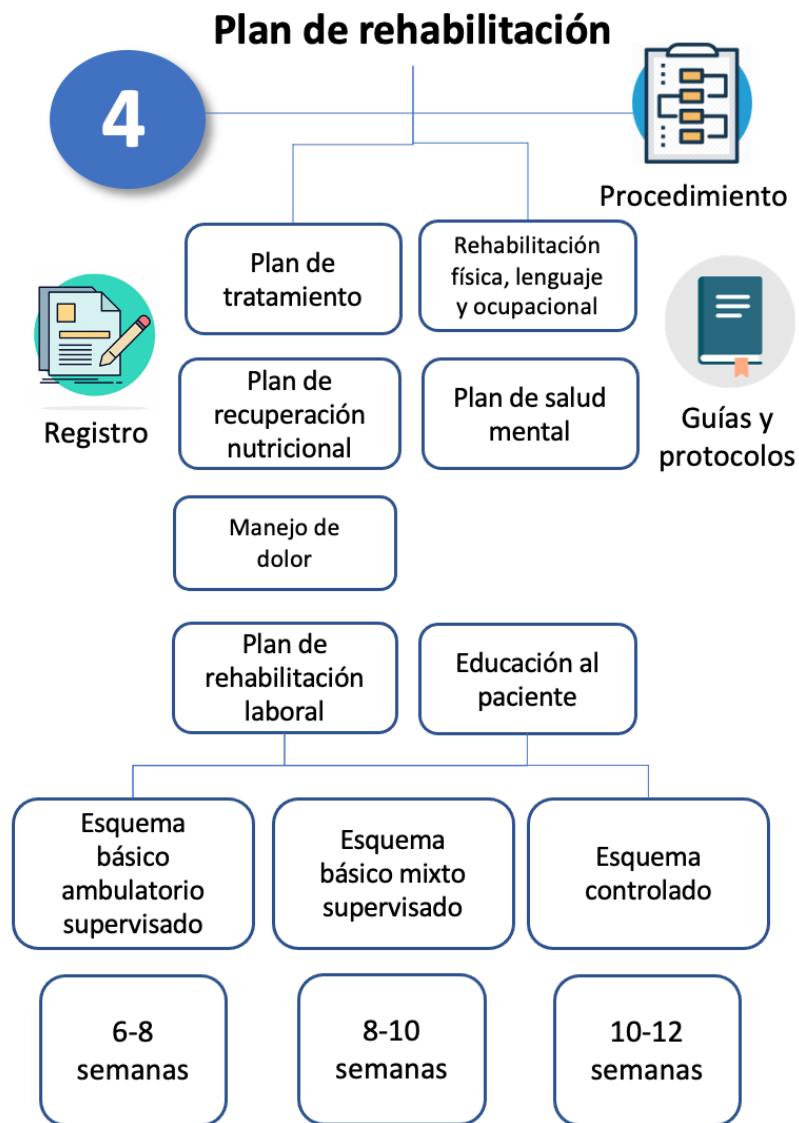 Plan de rehabilitación
4
Procedimiento
Plan de
tratamiento
Rehabilitación
física, lenguaje
y ocupacional
Registro
Plan de
recuperación
nutricional
Plan de salud
mental
Guías y
protocolos
Manejo de
dolor
Plan de
rehabilitación
laboral
Educación al
paciente
Esquema
básico
ambulatorio
supervisado
Esquema
básico mixto
supervisado
Esquema
controlado
6-8
semanas
8-10
semanas
10-12
semanas